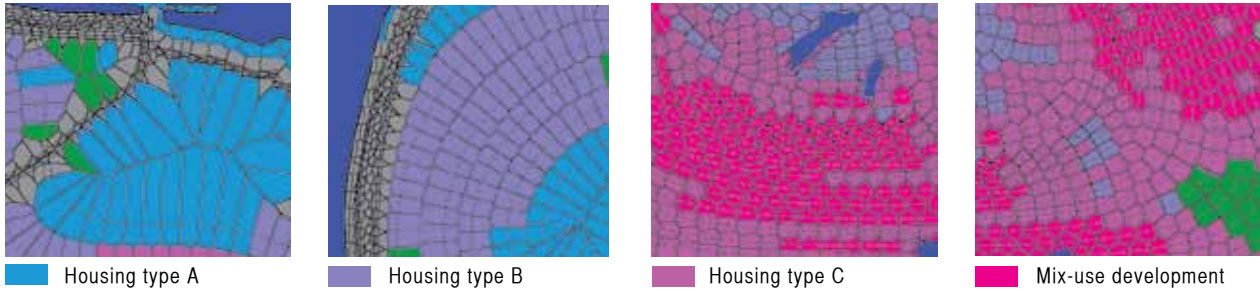 Housing type A
Housing type B
Housing type C
Mix-use development